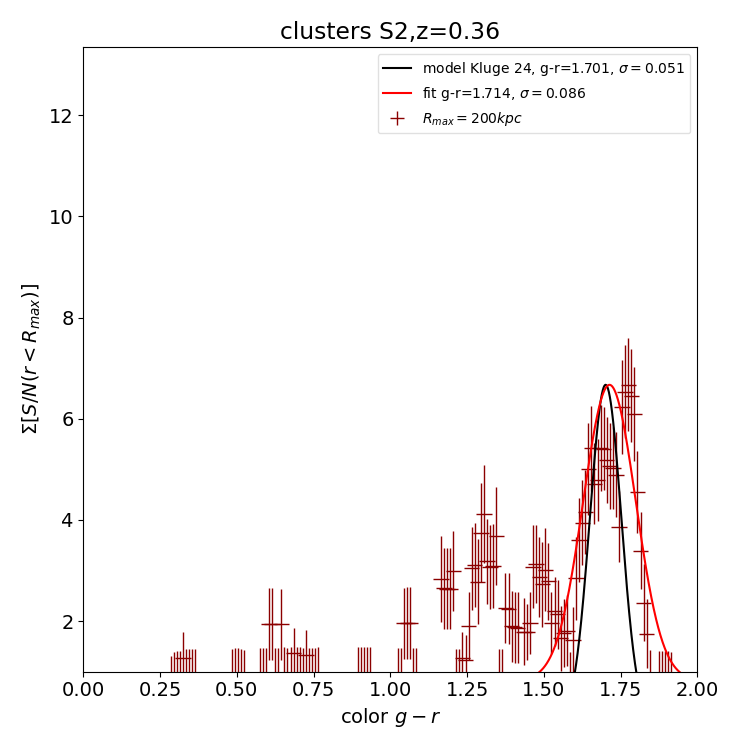 clusters S2,z=0.36
model Kluge 24, g-r=1.701, σ = 0.051
fit g-r=1.714, σ = 0.086
R_max = 200kpc
Σ[S/N(r < R_max)]
12
10
8
6
4
2
0.00 0.25 0.50 0.75 1.00 1.25 1.50 1.75 2.00
color g − r